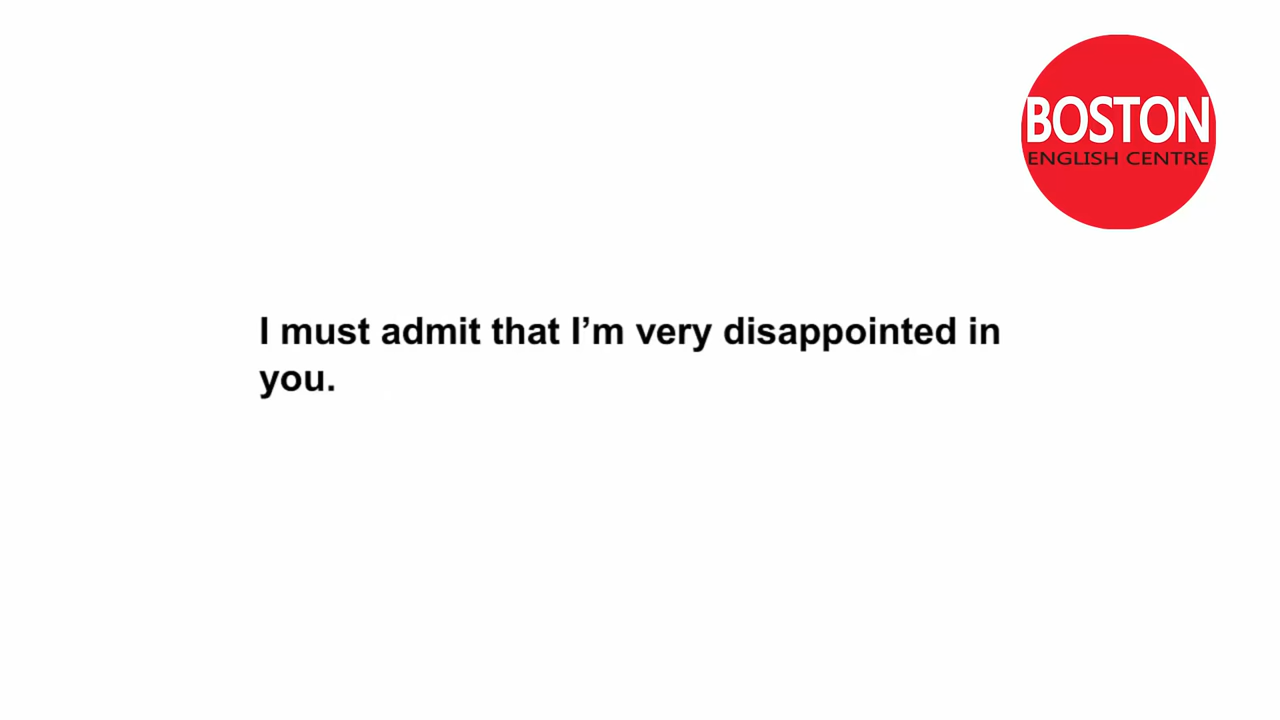 BOSTON
ENGLISH CENTRE
I must admit that I’m very disappointed in
you.